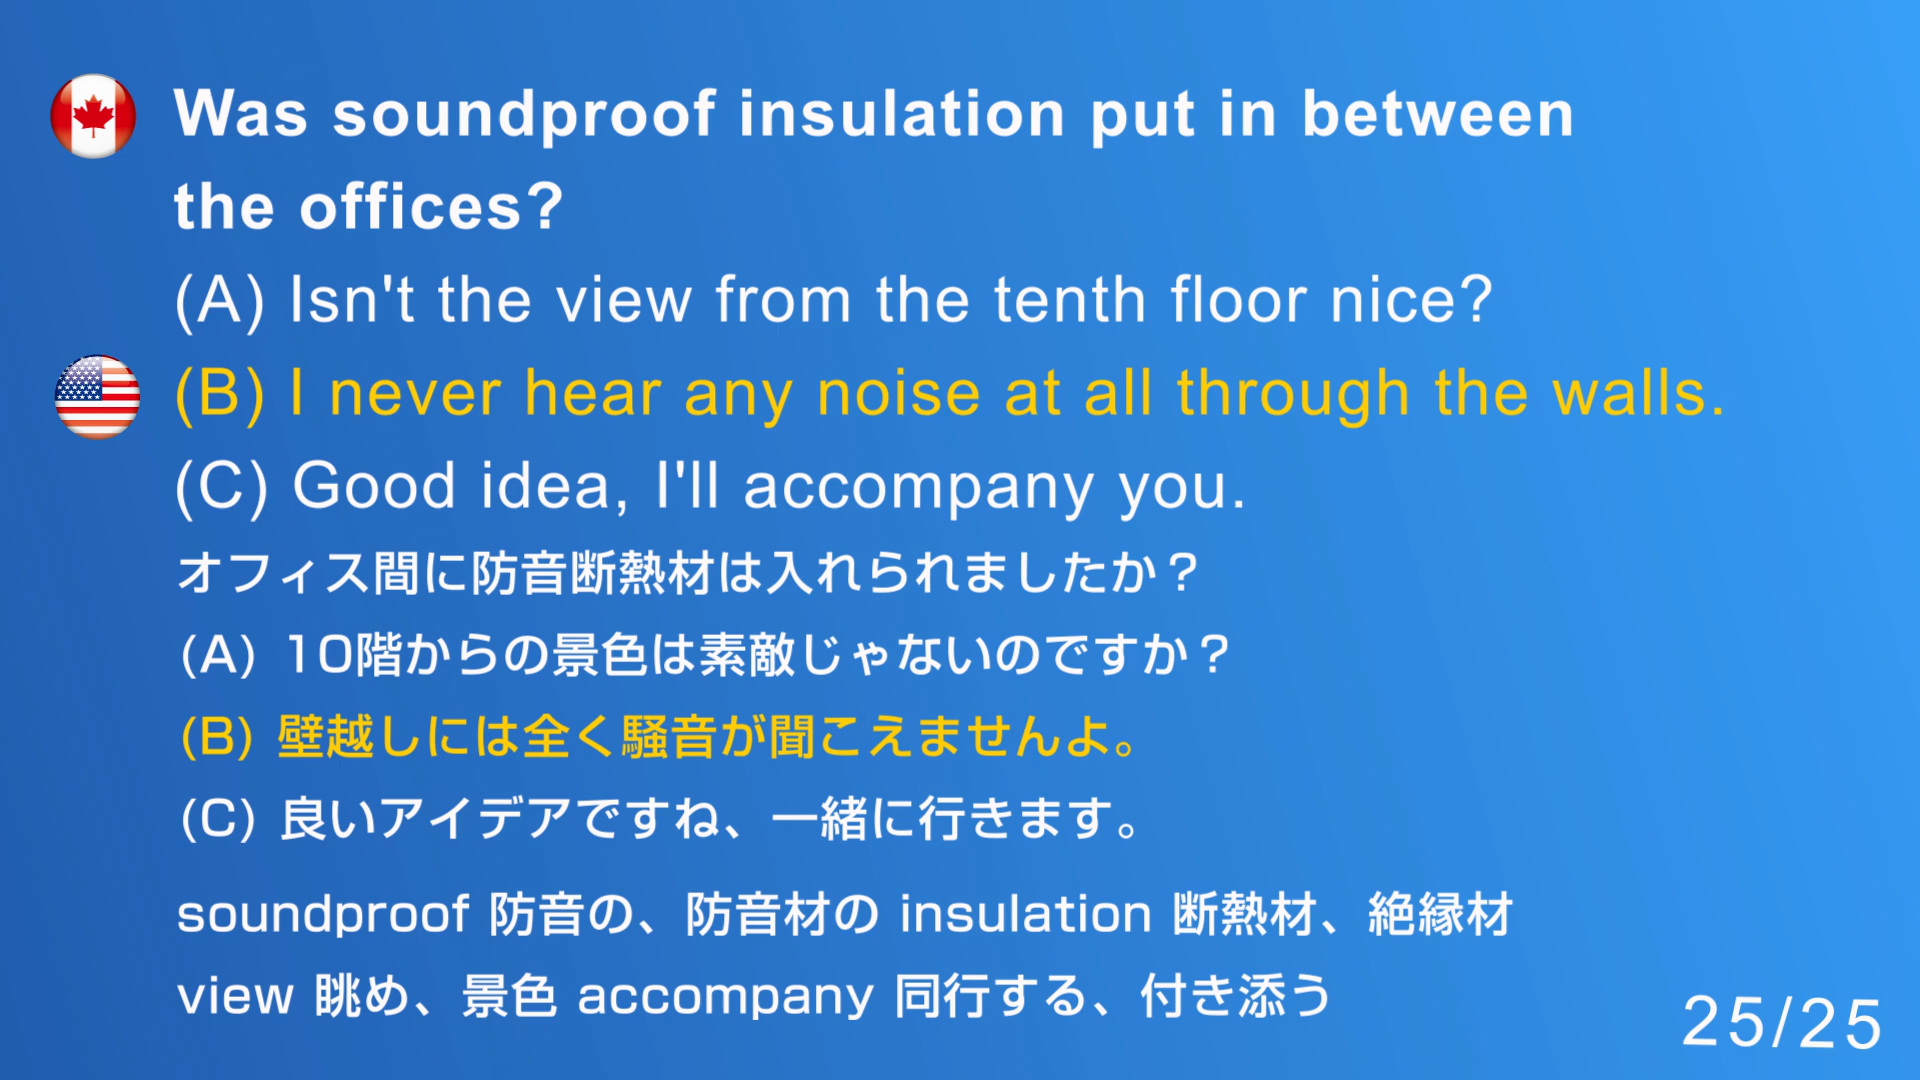 Was soundproof insulation put in between
the offices?
(A) Isn't the view from the tenth floor nice?
(B) I never hear any noise at all through the walls.
(C) Good idea, I'll accompany you.
オフィス間に防音断熱材は入れられましたか？
(A) 10階からの景色は素敵じゃないのですか？
(B) 壁越しには全く騒音が聞こえませんよ。
(C) 良いアイデアですね、一緒に行きます。
soundproof 防音の、防音材の insulation 断熱材、絶縁材
view 眺め、景色 accompany 同行する、付き添う
25/25